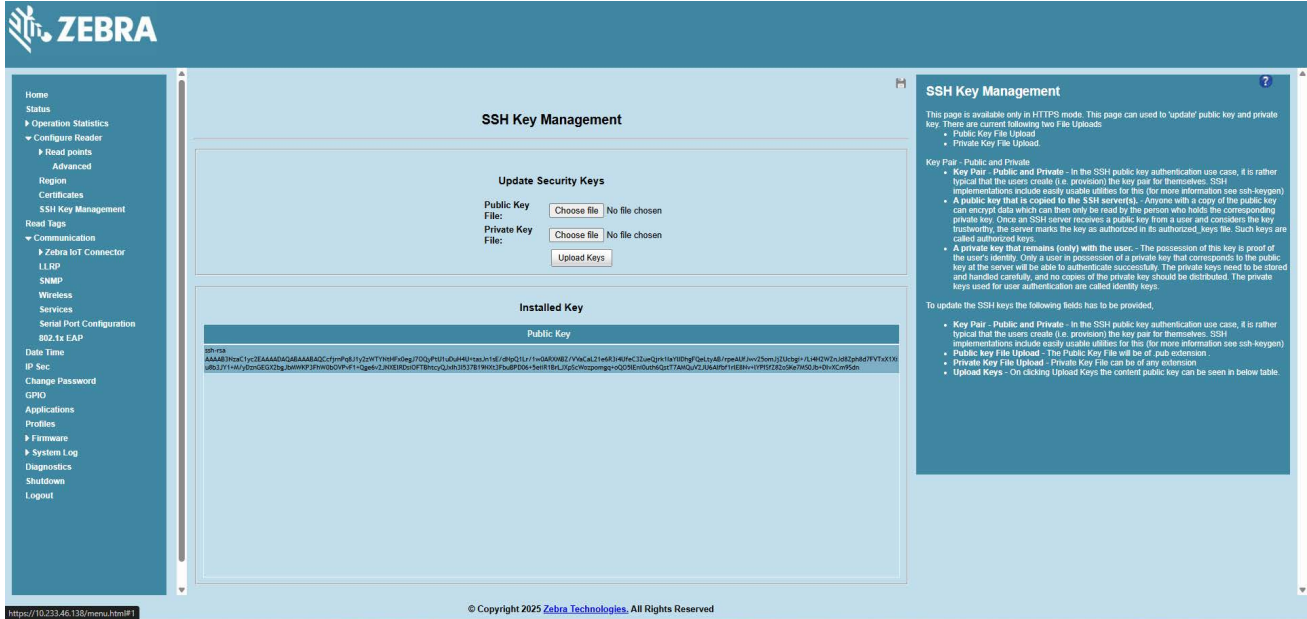 ZEBRA
Home
Status
Operation Statistics
Configure Reader
Read points
Advanced
Region
Certificates
SSH Key Management
Read Tags
Communication
Zebra IoT Connector
LLRP
SNMP
Wireless
Services
Serial Port Configuration
802.1x EAP
Date Time
IP Sec
Change Password
GPIO
Applications
Profiles
Firmware
System Log
Diagnostics
Shutdown
Logout
SSH Key Management
Update Security Keys
Public Key
File:
Choose file No file chosen
Private Key
File:
Choose file No file chosen
Upload Keys
Installed Key
Public Key
ssh-rsa
?
SSH Key Management
This page is available only in HTTPS mode. This page can used to 'update' public key and private
key. There are current following two File Uploads
• Public Key File Upload
• Private Key File Upload.
Key Pair - Public and Private
• Key Pair - Public and Private - In the SSH public key authentication use case, it is rather
typical that the users create (i.e. provision) the key pair for themselves. SSH
implementations include easily usable utilities for this (for more information see ssh-keygen)
• A public key that is copied to the SSH server(s). - Anyone with a copy of the public key
can encrypt data which can then only be read by the person who holds the corresponding
private key. Once an SSH server receives a public key from a user and considers the key
trustworthy, the server marks the key as authorized in its authorized_keys file. Such keys are
called authorized keys.
• A private key that remains (only) with the user. - The possession of this key is proof of
the user's identity. Only a user in possession of a private key that corresponds to the public
key at the server will be able to authenticate successfully. The private keys need to be stored
and handled carefully, and no copies of the private key should be distributed. The private
keys used for user authentication are called identity keys.
To update the SSH keys the following fields has to be provided,
• Key Pair - Public and Private - In the SSH public key authentication use case, it is rather
typical that the users create (i.e. provision) the key pair for themselves. SSH
implementations include easily usable utilities for this (for more information see ssh-keygen)
• Public key File Upload - The Public Key File will be of .pub extension .
• Private Key File Upload - Private Key File can be of any extension
• Upload Keys - On clicking Upload Keys the content public key can be seen in below table.
https://10.233.46.138/menu.html#1
© Copyright 2025 Zebra Technologies. All Rights Reserved